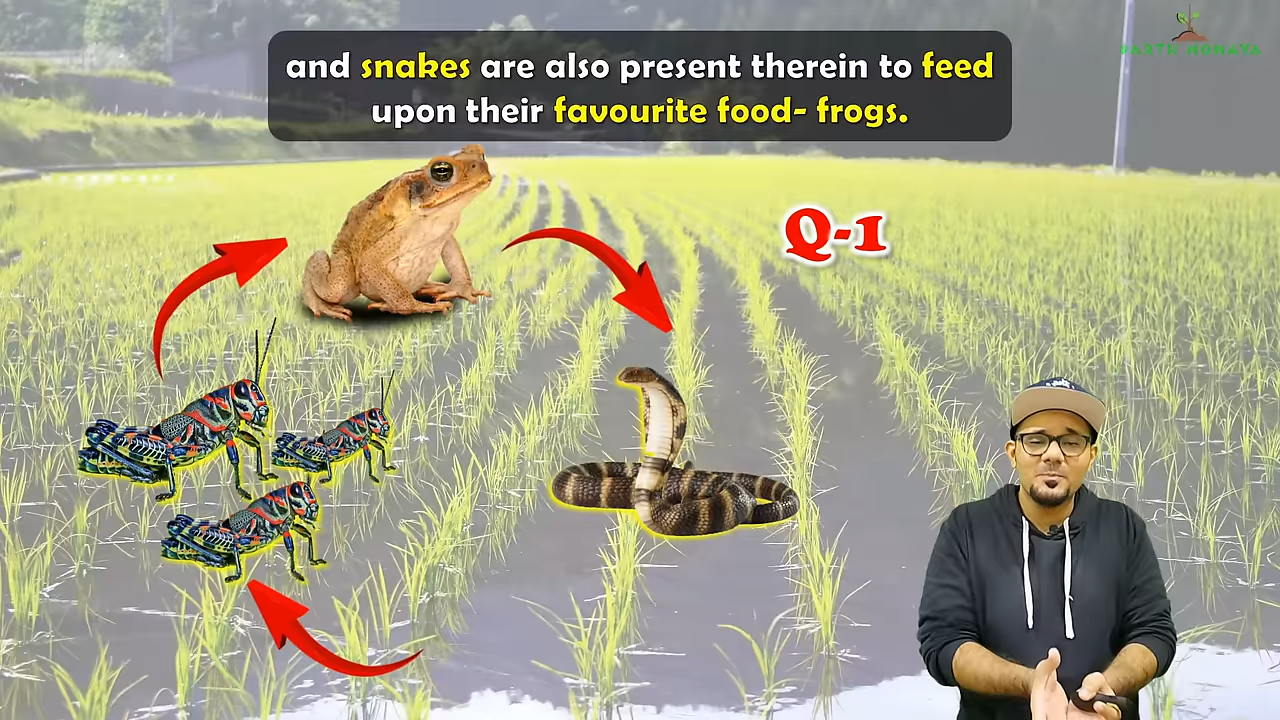 and snakes are also present therein to feed
upon their favourite food- frogs.
Q-1